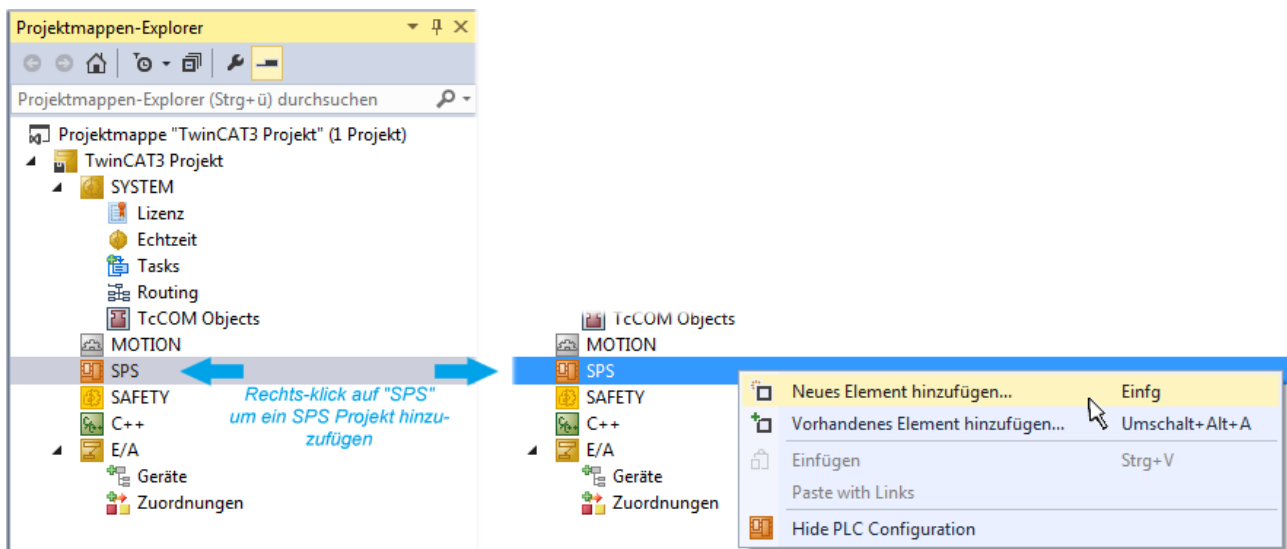 Projektmappen-Explorer
Projektmappen-Explorer (Strg+ü) durchsuchen
Projektmappe "TwinCAT3 Projekt" (1 Projekt)
TwinCAT3 Projekt
SYSTEM
Lizenz
Echtzeit
Tasks
Routing
TcCOM Objects
MOTION
SPS
SAFETY
C++
E/A
Geräte
Zuordnungen
Rechts-klick auf "SPS"
um ein SPS Projekt hinzu-
zufügen
TcCOM Objects
MOTION
SPS
SAFETY
C++
E/A
Geräte
Zuordnungen
Neues Element hinzufügen... Einfg
Vorhandenes Element hinzufügen... Umschalt+Alt+A
Einfügen Strg+V
Paste with Links
Hide PLC Configuration